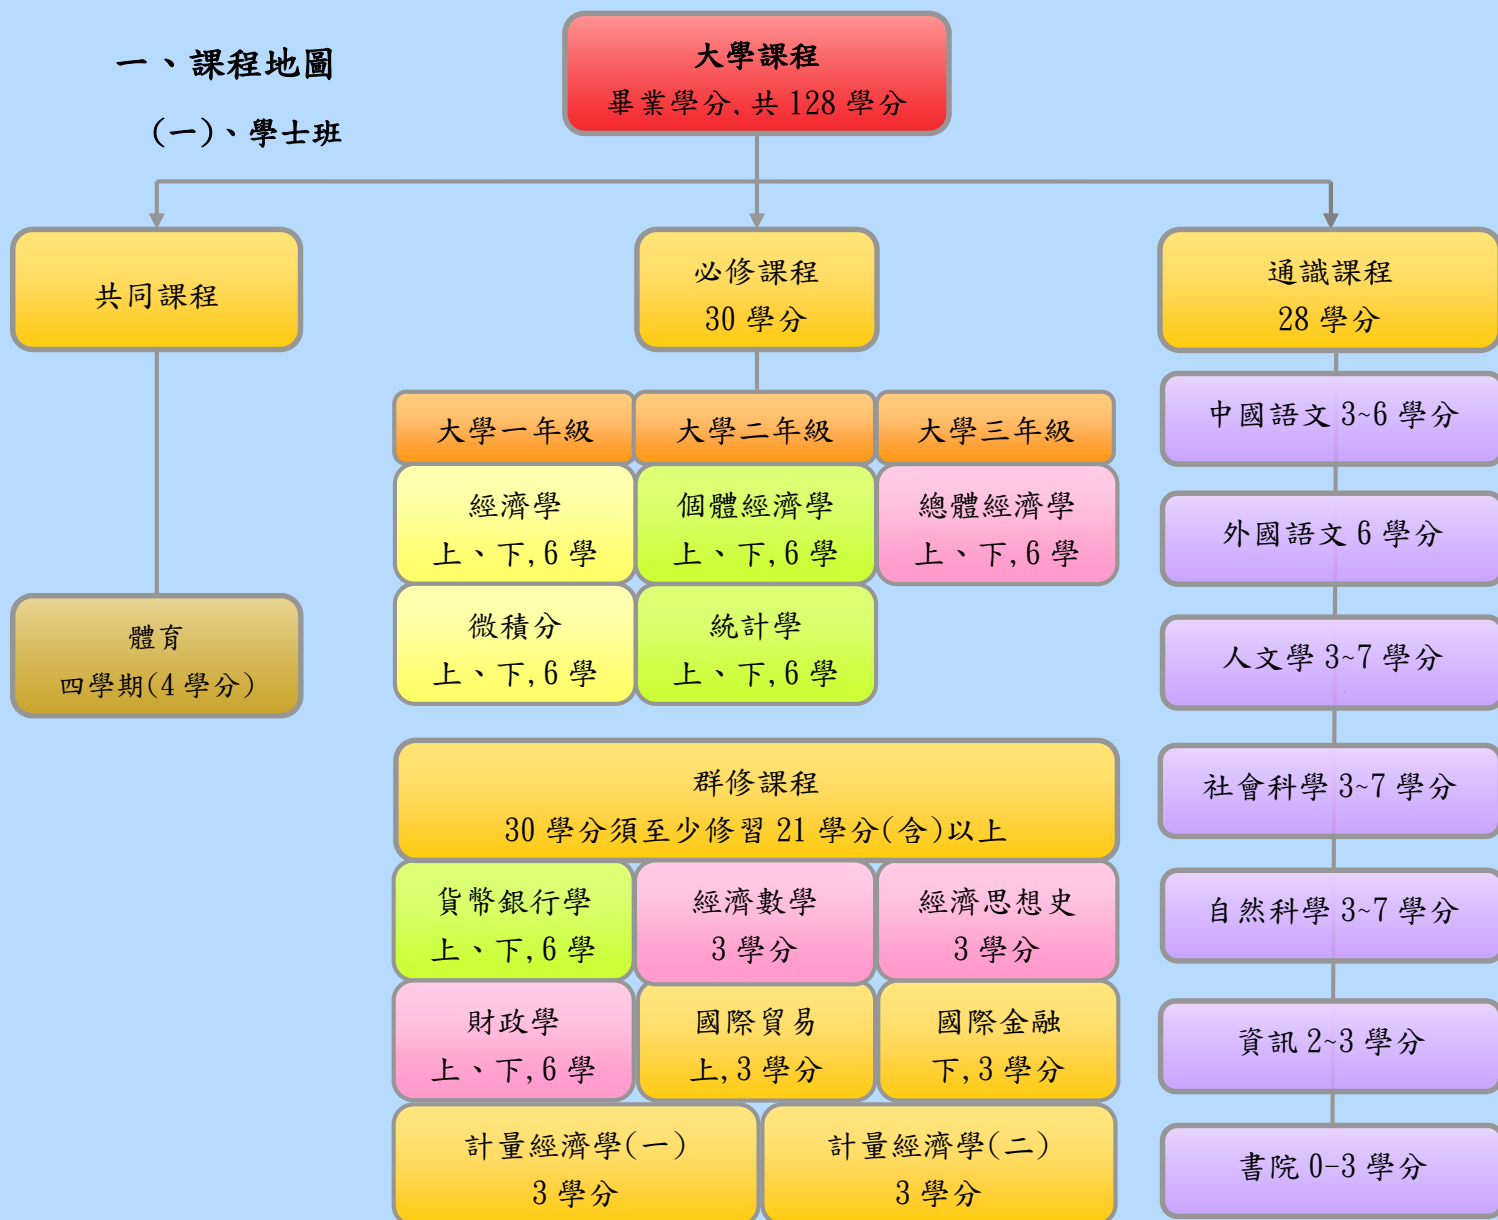 一、課程地圖
(一)、學士班
大學課程
畢業學分, 共 128 學分
共同課程
必修課程
30 學分
通識課程
28 學分
體育
四學期(4 學分)
大學一年級
大學二年級
大學三年級
經濟學
上、下, 6 學
個體經濟學
上、下, 6 學
總體經濟學
上、下, 6 學
微積分
上、下, 6 學
統計學
上、下, 6 學
群修課程
30 學分須至少修習 21 學分(含)以上
貨幣銀行學
上、下, 6 學
經濟數學
3 學分
經濟思想史
3 學分
財政學
上、下, 6 學
國際貿易
上, 3 學分
國際金融
下, 3 學分
計量經濟學(一)
3 學分
計量經濟學(二)
3 學分
中國語文 3~6 學分
外國語文 6 學分
人文學 3~7 學分
社會科學 3~7 學分
自然科學 3~7 學分
資訊 2~3 學分
書院 0-3 學分